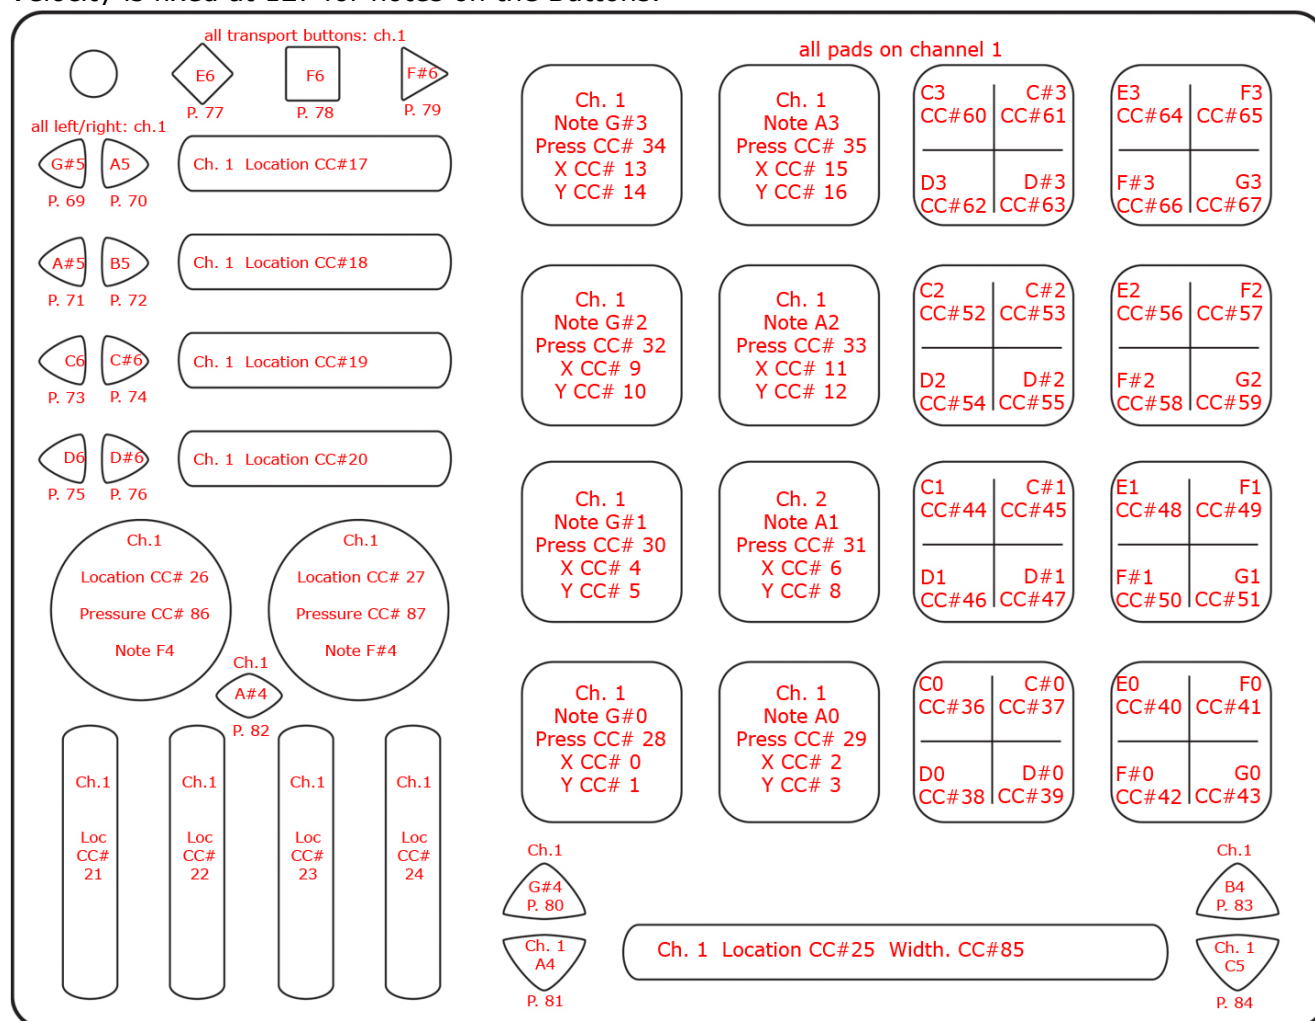 Velocity is fixed at 127 for notes on the Buttons.
all transport buttons: ch.1
E6
P. 77
F6
P. 78
F#6
P. 79
all left/right: ch.1
G#5
A5
P. 69
P. 70
Ch. 1 Location CC#17
A#5
B5
P. 71
P. 72
Ch. 1 Location CC#18
C6
C#6
P. 73
P. 74
Ch. 1 Location CC#19
D6
D#6
P. 75
P. 76
Ch. 1 Location CC#20
Ch.1
Location CC# 26
Pressure CC# 86
Note F4
Ch.1
Location CC# 27
Pressure CC# 87
Note F#4
Ch.1
A#4
P. 82
Ch.1
Loc
CC#
21
Ch.1
Loc
CC#
22
Ch.1
Loc
CC#
23
Ch.1
Loc
CC#
24
all pads on channel 1
Ch. 1
Note G#3
Press CC# 34
X CC# 13
Y CC# 14
Ch. 1
Note A3
Press CC# 35
X CC# 15
Y CC# 16
C3 C#3
CC#60 CC#61
D3 D#3
CC#62 CC#63
E3 F3
CC#64 CC#65
F#3 G3
CC#66 CC#67
Ch. 1
Note G#2
Press CC# 32
X CC# 9
Y CC# 10
Ch. 1
Note A2
Press CC# 33
X CC# 11
Y CC# 12
C2 C#2
CC#52 CC#53
D2 D#2
CC#54 CC#55
E2 F2
CC#56 CC#57
F#2 G2
CC#58 CC#59
Ch. 1
Note G#1
Press CC# 30
X CC# 4
Y CC# 5
Ch. 2
Note A1
Press CC# 31
X CC# 6
Y CC# 8
C1 C#1
CC#44 CC#45
D1 D#1
CC#46 CC#47
E1 F1
CC#48 CC#49
F#1 G1
CC#50 CC#51
Ch. 1
Note G#0
Press CC# 28
X CC# 0
Y CC# 1
Ch. 1
Note A0
Press CC# 29
X CC# 2
Y CC# 3
C0 C#0
CC#36 CC#37
D0 D#0
CC#38 CC#39
E0 F0
CC#40 CC#41
F#0 G0
CC#42 CC#43
Ch.1
G#4
P. 80
Ch. 1
A4
P. 81
Ch. 1 Location CC#25 Width. CC#85
Ch.1
B4
P. 83
Ch. 1
C5
P. 84